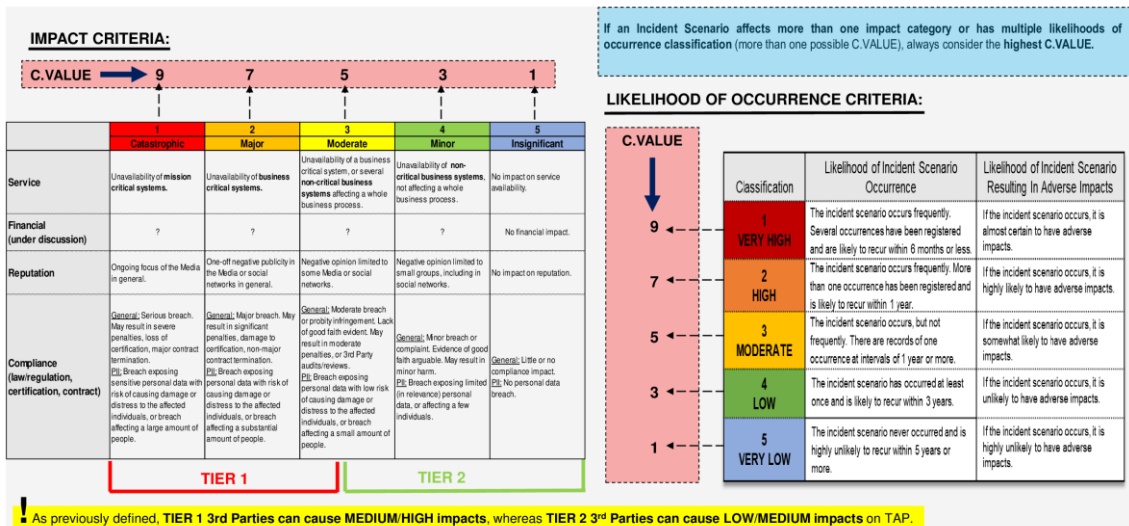 IMPACT CRITERIA:
C.VALUE
9
7
5
3
1
1
Catastrophic
2
Major
3
Moderate
4
Minor
5
Insignificant
Service
Unavailability of mission
critical systems.
Unavailability of business
critical systems.
Unavailability of a business
critical system, or several
non-critical business
systems affecting a whole
business process.
Unavailability of non-
critical business systems,
not affecting a whole
business process.
No impact on service
availability.
Financial
(under discussion)
?
?
?
?
No financial impact.
Reputation
Ongoing focus of the Media
in general.
One-off negative publicity in
the Media or social
networks in general.
Negative opinion limited to
some Media or social
networks.
Negative opinion limited to
small groups, including in
social networks.
No impact on reputation.
Compliance
(law/regulation,
certification, contract)
General: Serious breach.
May result in severe
penalties, loss of
certification, major contract
termination.
PII: Breach exposing
sensitive personal data with
risk of causing damage or
distress to the affected
individuals, or breach
affecting a large amount of
people.
General: Major breach. May
result in significant
penalties, damage to
certification, non-major
contract termination.
PII: Breach exposing
personal data with risk of
causing damage or
distress to the affected
individuals, or breach
affecting a substantial
amount of people.
General: Moderate breach
or probity infringement. Lack
of good faith evident. May
result in moderate
penalties, or 3rd Party
audits/reviews.
PII: Breach exposing
personal data with low risk
of causing damage or
distress to the affected
individuals, or breach
affecting a small amount of
people.
General: Minor breach or
complaint. Evidence of good
faith arguable. May result in
minor harm.
PII: Breach exposing limited
(in relevance) personal
data, or affecting a few
individuals.
General: Little or no
compliance impact.
PII: No personal data
breach.
TIER 1
TIER 2
If an Incident Scenario affects more than one impact category or has multiple likelihoods of
occurrence classification (more than one possible C.VALUE), always consider the highest C.VALUE.
LIKELIHOOD OF OCCURRENCE CRITERIA:
C.VALUE
9
7
5
3
1
Classification
Likelihood of Incident Scenario
Occurrence
Likelihood of Incident Scenario
Resulting In Adverse Impacts
1
VERY HIGH
The incident scenario occurs frequently.
Several occurrences have been registered
and are likely to recur within 6 months or less.
If the incident scenario occurs, it is
almost certain to have adverse
impacts.
2
HIGH
The incident scenario occurs frequently. More
than one occurrence has been registered and
is likely to recur within 1 year.
If the incident scenario occurs, it is
highly likely to have adverse impacts.
3
MODERATE
The incident scenario occurs, but not
frequently. There are records of one
occurrence at intervals of 1 year or more.
If the incident scenario occurs, it is
somewhat likely to have adverse
impacts.
4
LOW
The incident scenario has occurred at least
once and is likely to recur within 3 years.
If the incident scenario occurs, it is
unlikely to have adverse impacts.
5
VERY LOW
The incident scenario never occurred and is
highly unlikely to recur within 5 years or
more.
If the incident scenario occurs, it is
highly unlikely to have adverse
impacts.
! As previously defined, TIER 1 3rd Parties can cause MEDIUM/HIGH impacts, whereas TIER 2 3rd Parties can cause LOW/MEDIUM impacts on TAP.